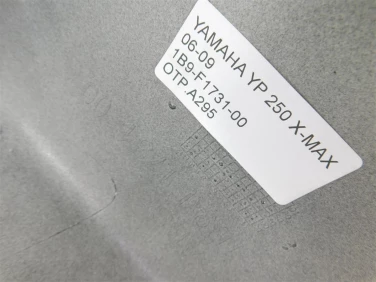 YAMAHA YP 250 X-MAX
06-09
1B9-F1731-00
OTP.A295